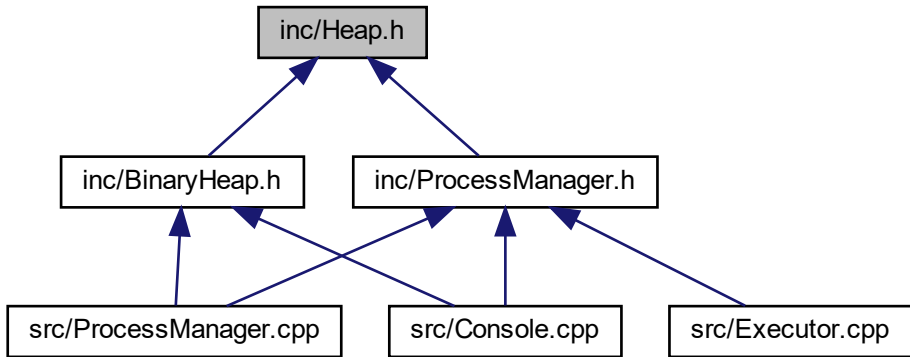 inc/Heap.h
inc/BinaryHeap.h
inc/ProcessManager.h
src/ProcessManager.cpp
src/Console.cpp
src/Executor.cpp